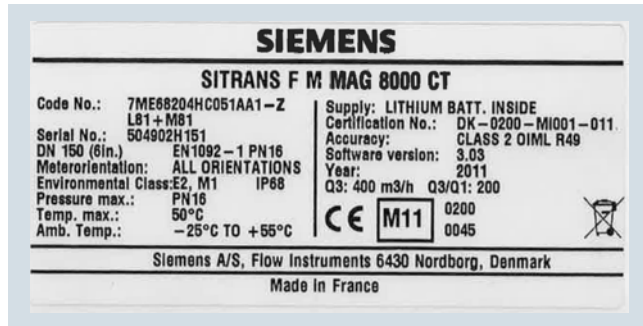 SIEMENS
SITRANS F M MAG 8000 CT
Code No.: 7ME68204HC051AA1-Z
L81+M81
Serial No.: 504902H151
DN 150 (6in.) EN1092-1 PN16
Meterorientation: ALL ORIENTATIONS
Environmental Class:E2, M1 IP68
Pressure max.: PN16
Temp. max.: 50°C
Amb. Temp.: -25°C TO +55°C
Supply: LITHIUM BATT. INSIDE
Certification No.: DK-0200-MI001-011
Accuracy: CLASS 2 OIML R49
Software version: 3.03
Year: 2011
Q3: 400 m3/h Q3/Q1: 200
CE M11 0200
0045
Siemens A/S, Flow Instruments 6430 Nordborg, Denmark
Made in France